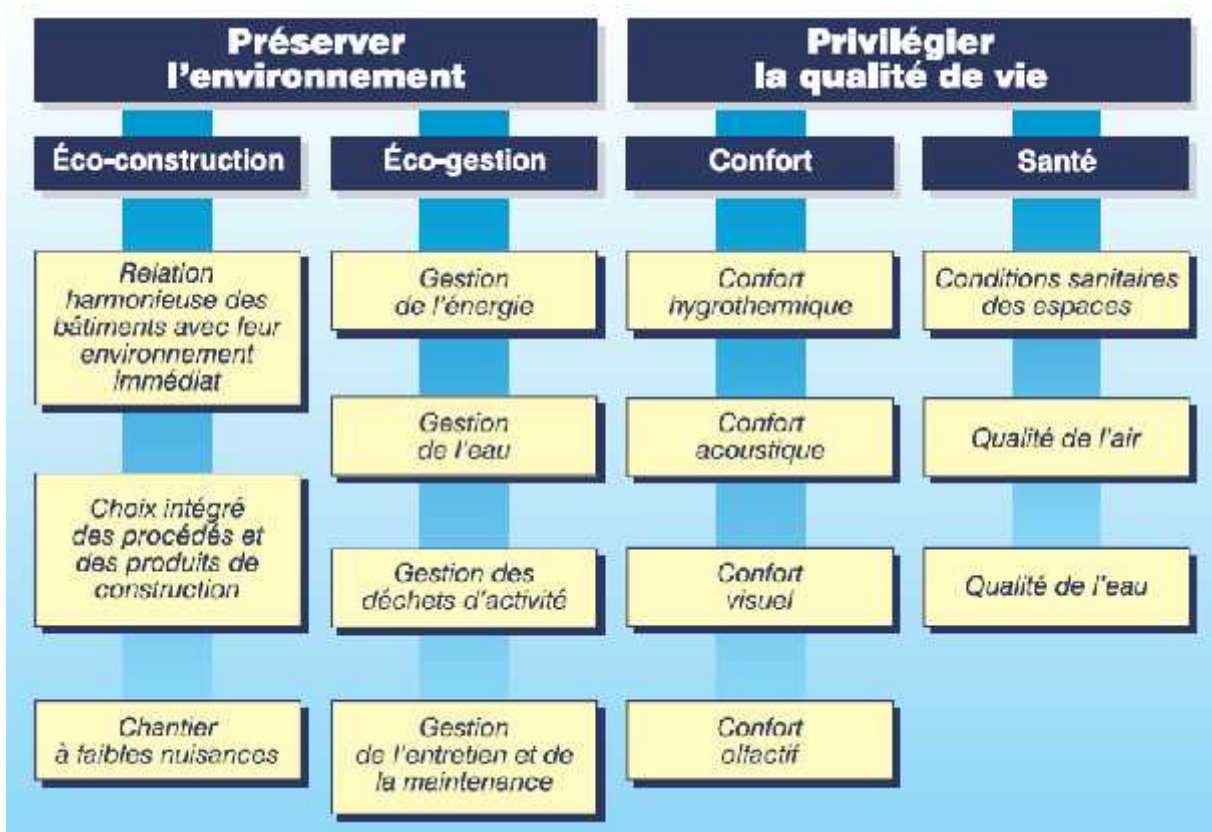 Préserver
l'environnement
Privilégier
la qualité de vie
Éco-construction
Éco-gestion
Confort
Santé
Relation
harmonieuse des
bâtiments avec leur
environnement
immédiat
Choix intégré
des procédés et
des produits de
construction
Chantier
à faibles nuisances
Gestion
de l'énergie
Gestion
de l'eau
Gestion des
déchets d'activité
Gestion
de l'entretien et de
la maintenance
Confort
hygrothermique
Confort
acoustique
Confort
visuel
Confort
olfactif
Conditions sanitaires
des espaces
Qualité de l'air
Qualité de l'eau